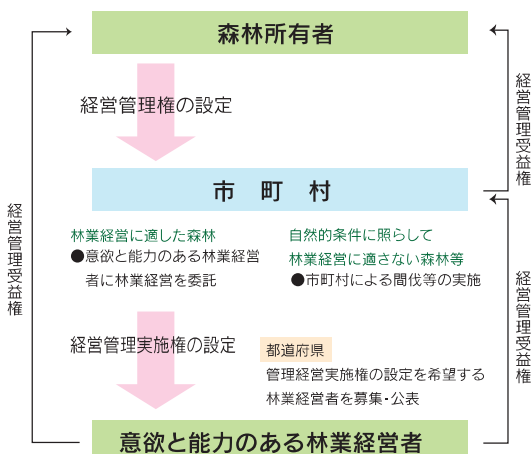 森林所有者
経営管理権の設定
市町村
林業経営に適した森林
●意欲と能力のある林業経営
者に林業経営を委託
自然的条件に照らして
林業経営に適さない森林等
●市町村による間伐等の実施
経営管理実施権の設定
都道府県
管理経営実施権の設定を希望する
林業経営者を募集・公表
意欲と能力のある林業経営者
経営管理受益権
経営管理受益権
経営管理受益権